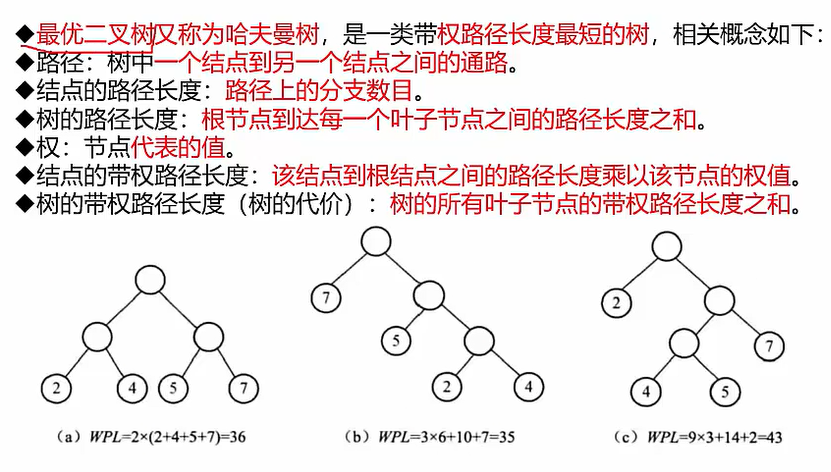 ◆最优二叉树又称为哈夫曼树，是一类带权路径长度最短的树，相关概念如下：
◆路径：树中一个结点到另一个结点之间的通路。
◆结点的路径长度：路径上的分支数目。
◆树的路径长度：根节点到达每一个叶子节点之间的路径长度之和。
◆权：节点代表的值。
◆结点的带权路径长度：该结点到根结点之间的路径长度乘以该节点的权值。
◆树的带权路径长度（树的代价）：树的所有叶子节点的带权路径长度之和。
2 4 5 7
7
5
2 4
2
7
4 5
（a）WPL=2×(2+4+5+7)=36
（b）WPL=3×6+10+7=35
（c）WPL=9×3+14+2=43